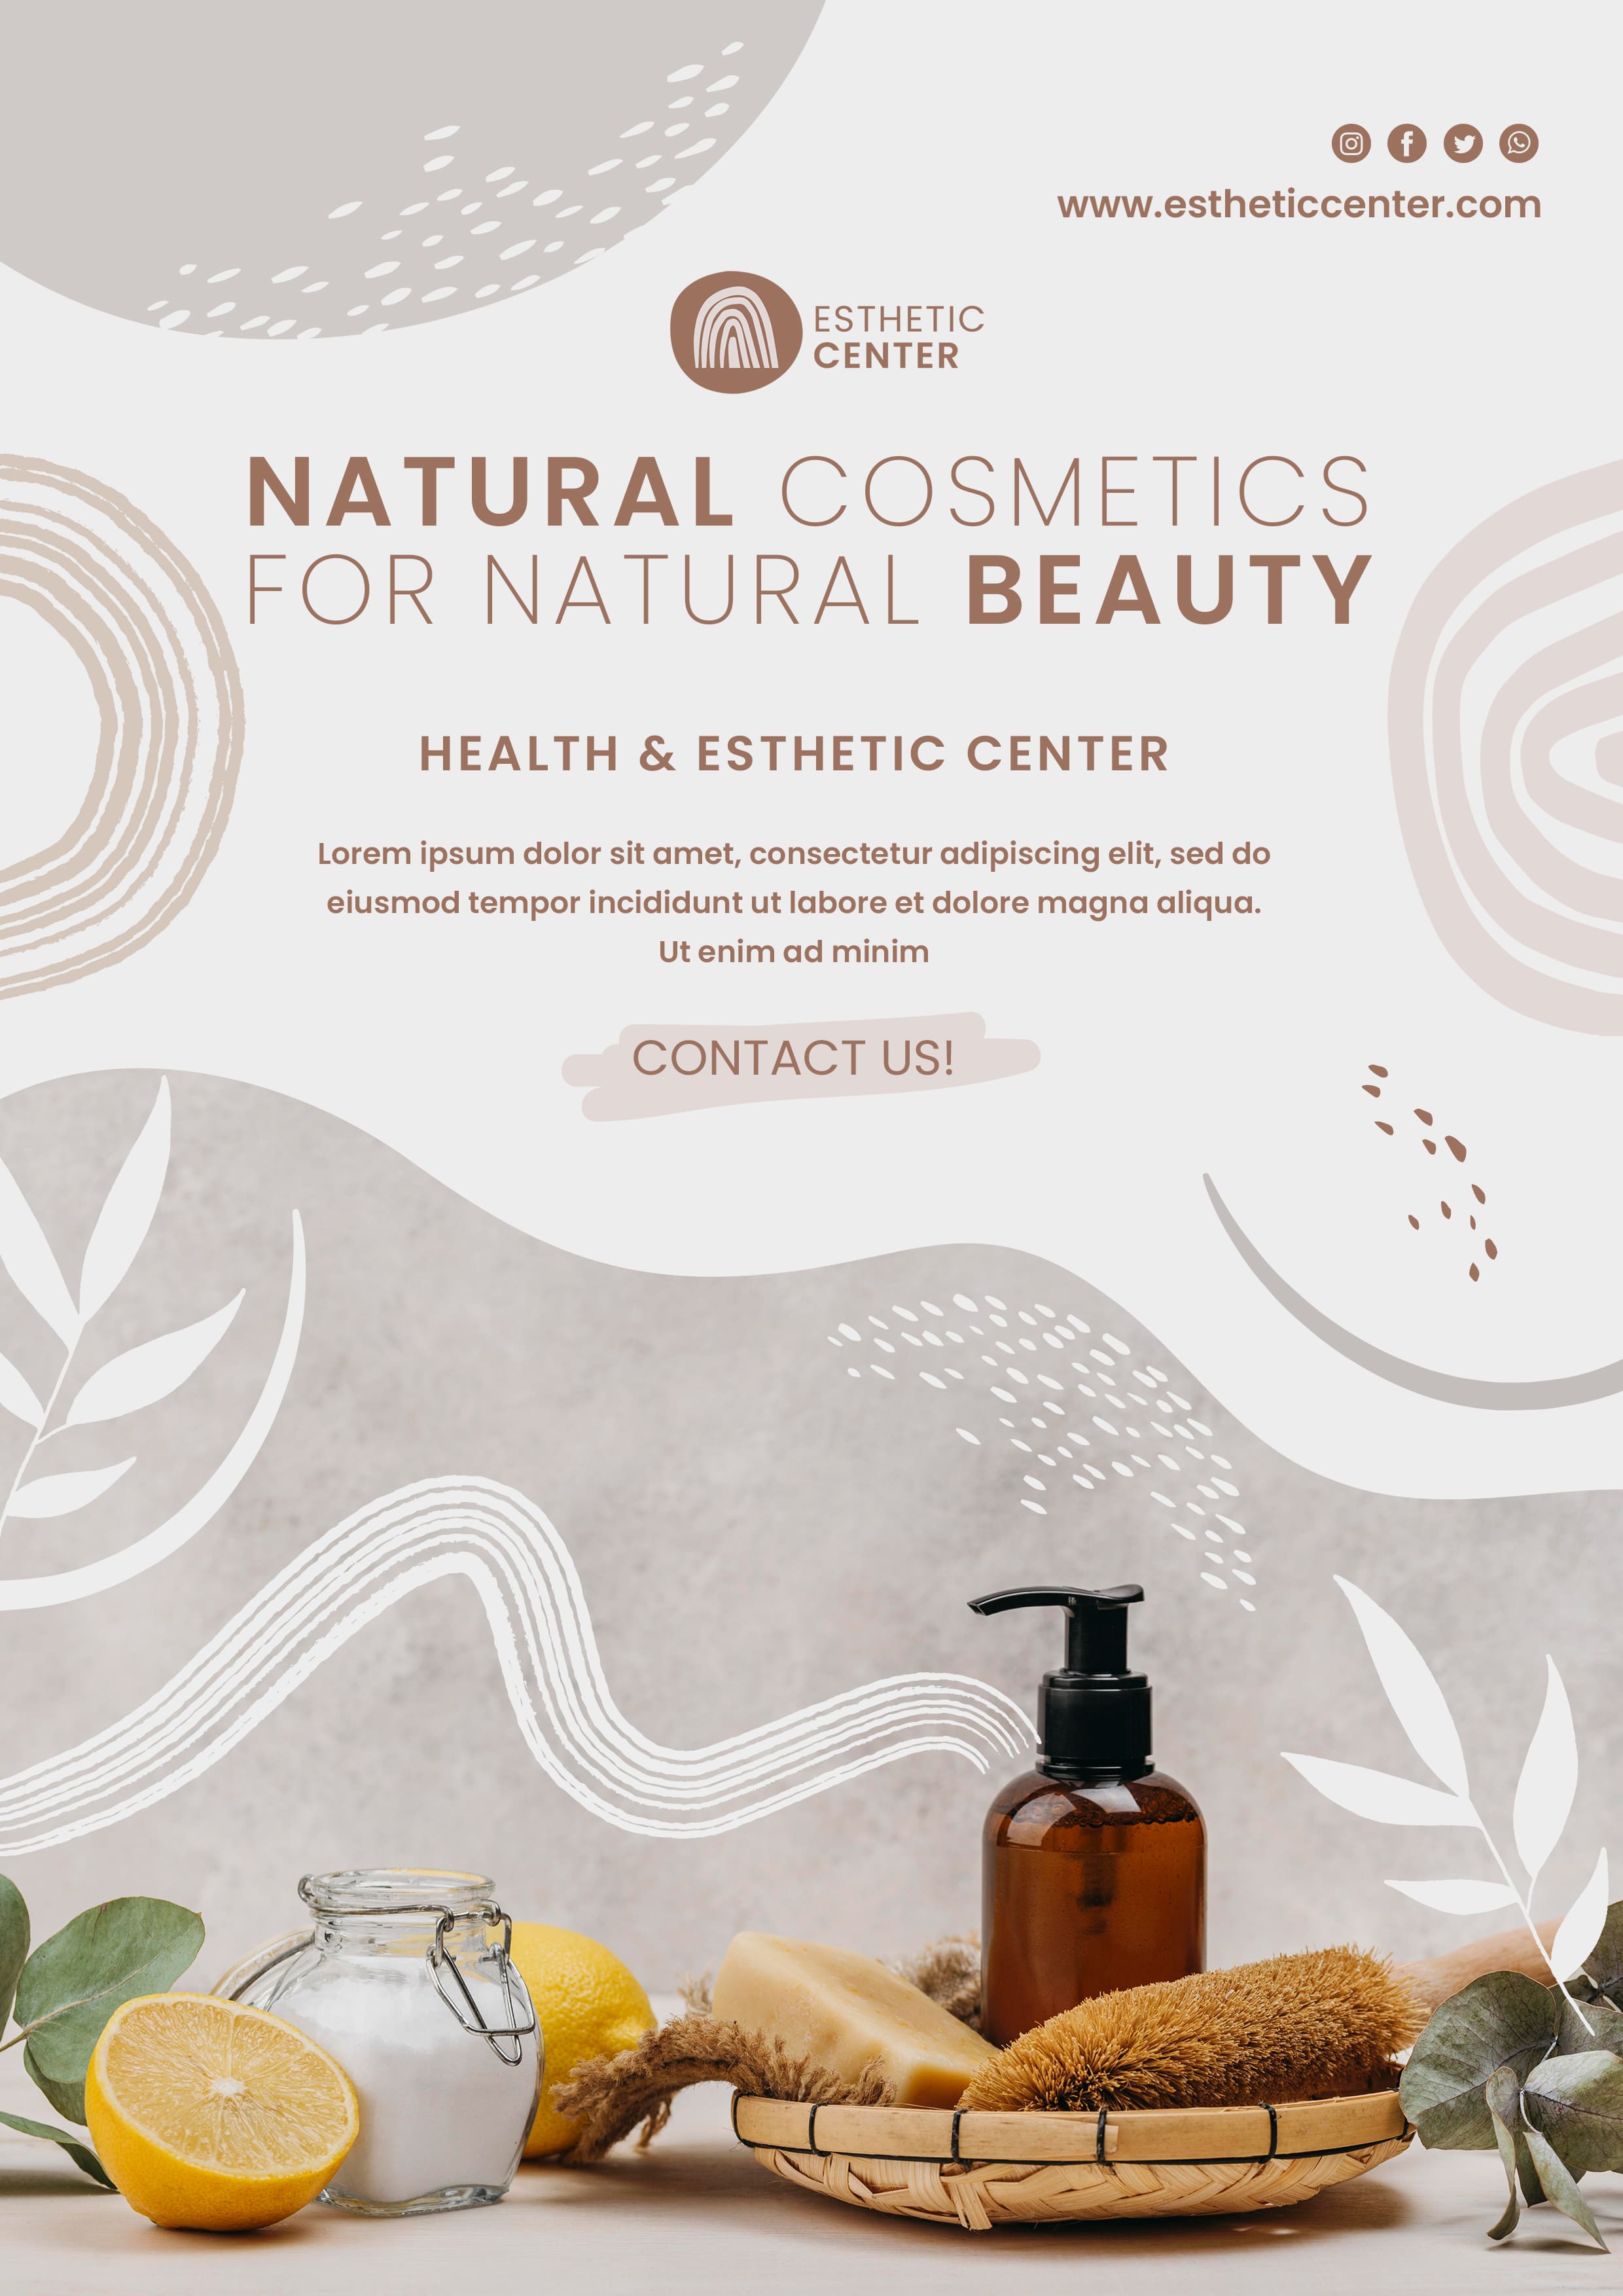 www.estheticcenter.com
ESTHETIC
CENTER
NATURAL COSMETICS
FOR NATURAL BEAUTY
HEALTH & ESTHETIC CENTER
Lorem ipsum dolor sit amet, consectetur adipiscing elit, sed do
eiusmod tempor incididunt ut labore et dolore magna aliqua.
Ut enim ad minim
CONTACT US!